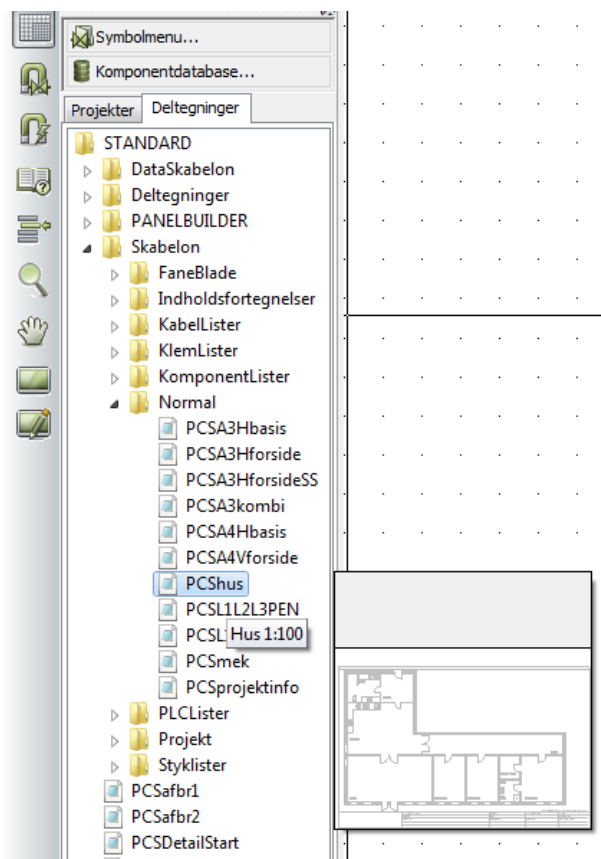 Symbolmenu...
Komponentdatabase...
Projekter Deltegninger
STANDARD
DataSkabelon
Deltegninger
PANELBUILDER
Skabelon
FaneBlade
Indholdsfortegnelser
KabelLister
KlemLister
KomponentLister
Normal
PCSA3Hbasis
PCSA3Hforside
PCSA3HforsideSS
PCSA3kombi
PCSA4Hbasis
PCSA4Vforside
PCShus
PCSL1L2L3PEN
Hus 1:100
PCSmek
PCSprojektinfo
PLCLister
Projekt
Styklister
PCSafbr1
PCSafbr2
PCSDetailStart